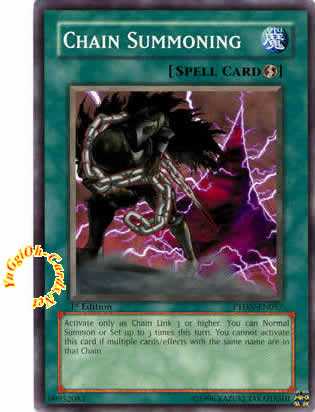 CHAIN SUMMONING
魔
[SPELL CARD]
YuGgiOh-Cards.Net
1st Edition
Activate only as Chain Link 3 or higher. You can Normal
Summon or Set up to 3 times this turn. You cannot activate
this card if multiple cards/effects with the same name are in
that Chain.
©1996 KAZUKI TAKAHASHI